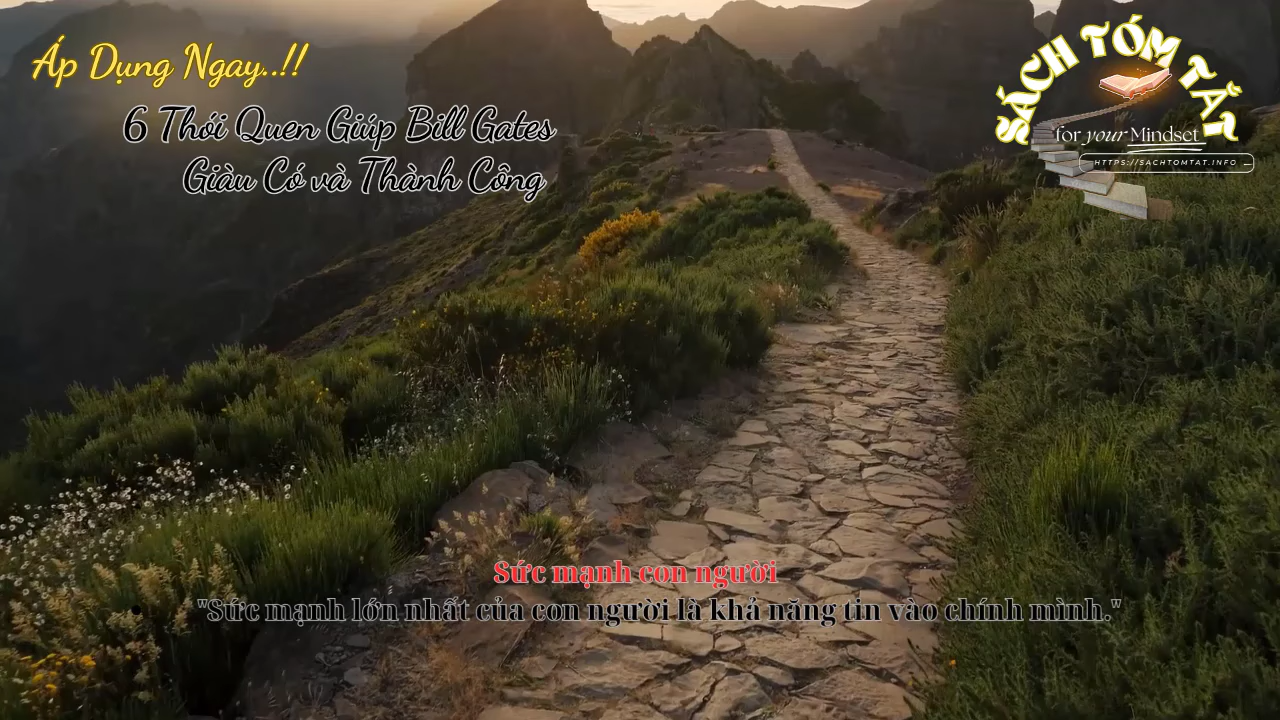 Áp Dụng Ngay..!!
6 Thói Quen Giúp Bill Gates
Giàu Có và Thành Công
SÁCH TÓM TẮT
for your Mindset
HTTPS://SACHTOMTAT.INFO
Sức mạnh con người
"Sức mạnh lớn nhất của con người là khả năng tin vào chính mình."